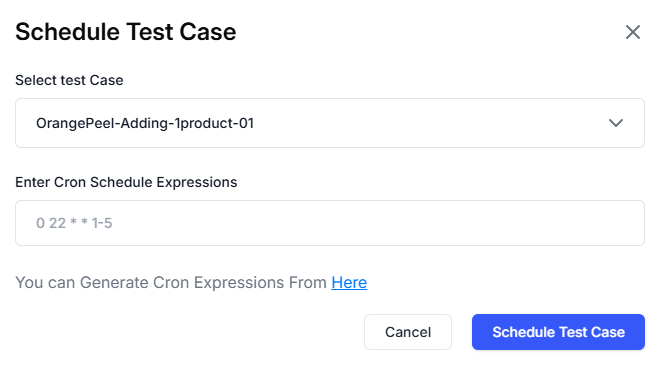 Schedule Test Case
Select test Case
OrangePeel-Adding-1product-01
Enter Cron Schedule Expressions
0 22 * * 1-5
You can Generate Cron Expressions From Here
Cancel
Schedule Test Case